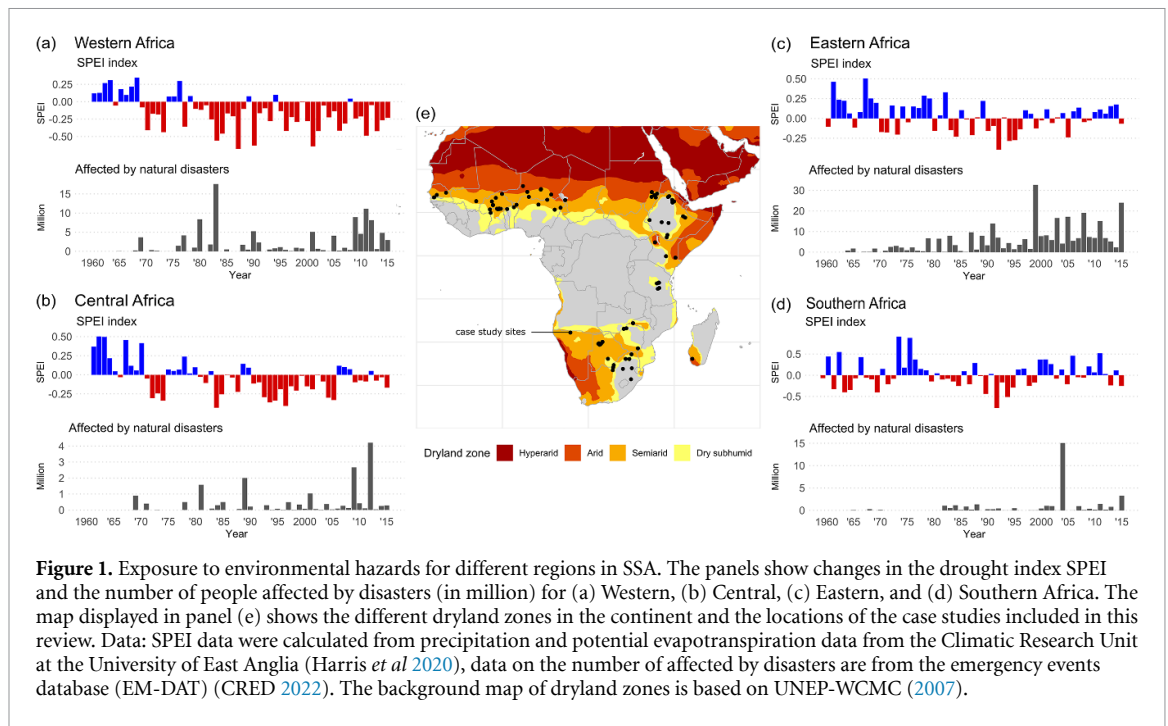 (a) Western Africa
SPEI index
0.25
0.00
-0.25
-0.50
SPEI
Affected by natural disasters
15
10
5
0
Million
1960 '65 '70 '75 '80 '85 '90 '95 2000 '05 '10 '15
Year
(b) Central Africa
SPEI index
0.50
0.25
0.00
-0.25
SPEI
Affected by natural disasters
4
3
2
1
0
Million
1960 '65 '70 '75 '80 '85 '90 '95 2000 '05 '10 '15
Year
(e)
case study sites
Dryland zone Hyperarid Arid Semiarid Dry subhumid
(c) Eastern Africa
SPEI index
0.50
0.25
0.00
-0.25
SPEI
Affected by natural disasters
30
20
10
0
Million
1960 '65 '70 '75 '80 '85 '90 '95 2000 '05 '10 '15
Year
(d) Southern Africa
SPEI index
0.5
0.0
-0.5
SPEI
Affected by natural disasters
15
10
5
0
Million
1960 '65 '70 '75 '80 '85 '90 '95 2000 '05 '10 '15
Year
Figure 1. Exposure to environmental hazards for different regions in SSA. The panels show changes in the drought index SPEI
and the number of people affected by disasters (in million) for (a) Western, (b) Central, (c) Eastern, and (d) Southern Africa. The
map displayed in panel (e) shows the different dryland zones in the continent and the locations of the case studies included in this
review. Data: SPEI data were calculated from precipitation and potential evapotranspiration data from the Climatic Research Unit
at the University of East Anglia (Harris et al 2020), data on the number of affected by disasters are from the emergency events
database (EM-DAT) (CRED 2022). The background map of dryland zones is based on UNEP-WCMC (2007).